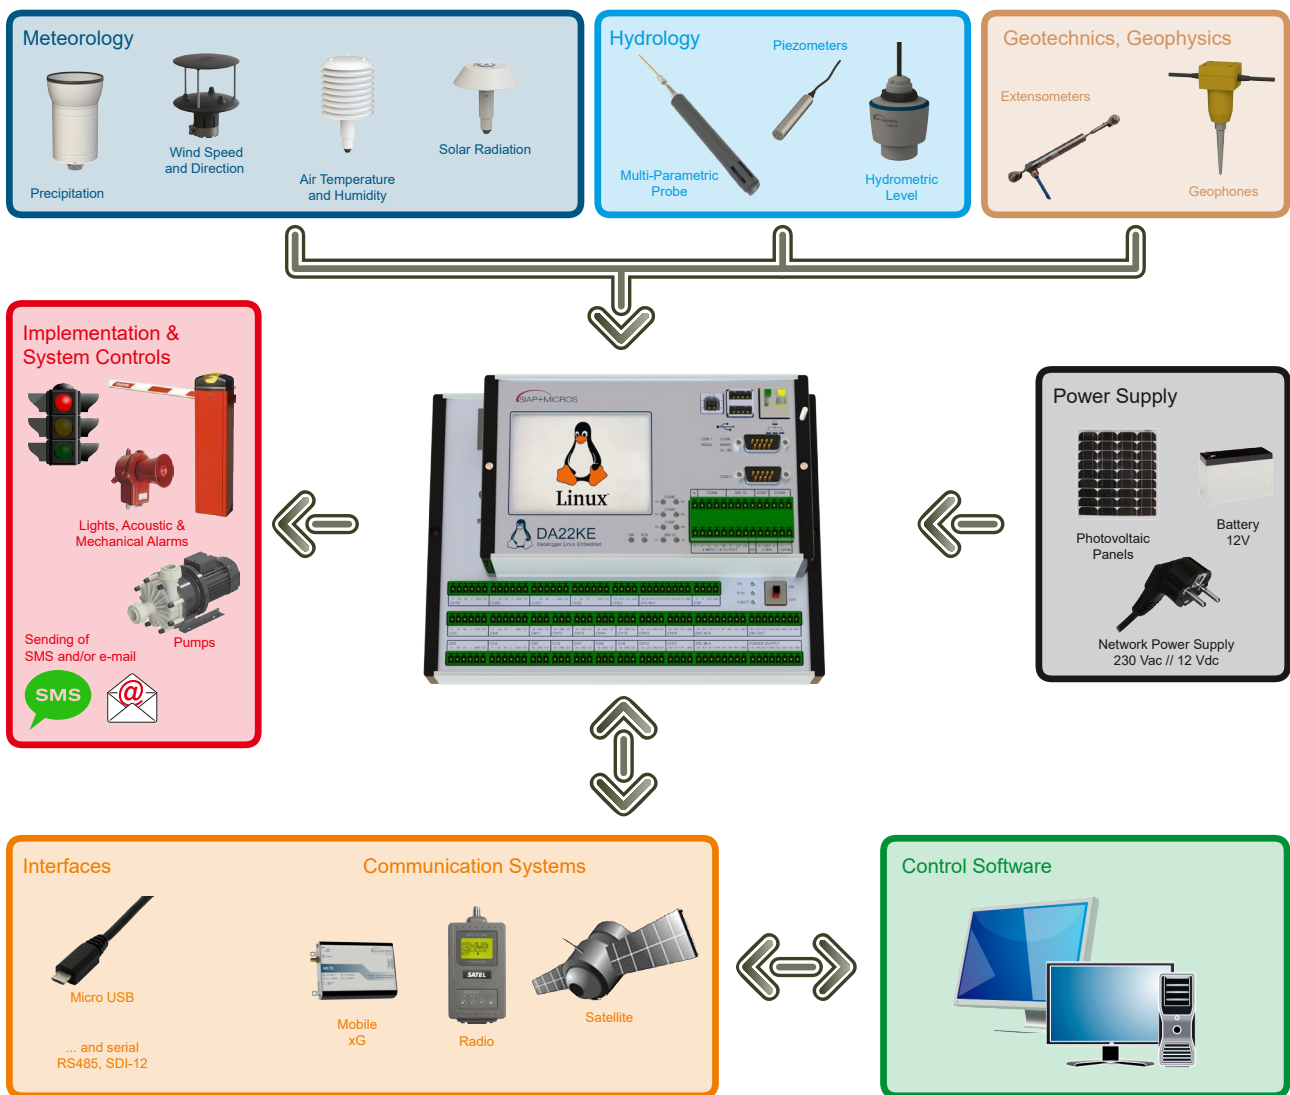 Meteorology
Precipitation
Wind Speed
and Direction
Air Temperature
and Humidity
Solar Radiation
Hydrology
Multi-Parametric
Probe
Piezometers
Hydrometric
Level
Geotechnics, Geophysics
Extensometers
Geophones
Implementation &
System Controls
Lights, Acoustic &
Mechanical Alarms
Pumps
Sending of
SMS and/or e-mail
SMS
@
SIAP+MICROS
Linux
DA22KE
Datalogger Linux Embedded
Power Supply
Photovoltaic
Panels
Battery
12V
Network Power Supply
230 Vac // 12 Vdc
Interfaces
Micro USB
... and serial
RS485, SDI-12
Communication Systems
Mobile
xG
SATEL
Radio
Satellite
Control Software